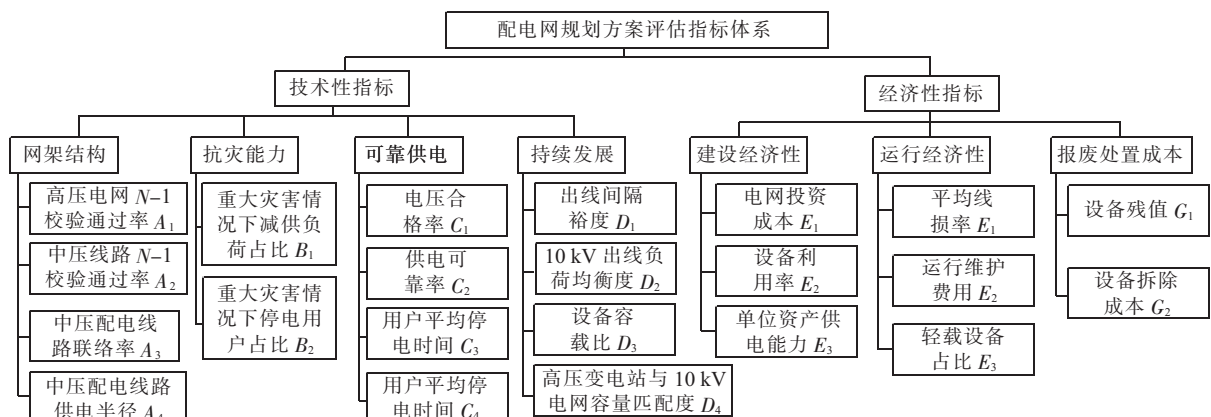 配电网规划方案评估指标体系
技术性指标
经济性指标
网架结构
抗灾能力
可靠供电
持续发展
建设经济性
运行经济性
报废处置成本
高压电网 N–1
校验通过率 A1
中压线路 N–1
校验通过率 A2
中压配电线
路联络率 A3
中压配电线路
供电半径 A4
重大灾害情
况下减供负
荷占比 B1
重大灾害情
况下停电用
户占比 B2
电压合
格率 C1
供电可
靠率 C2
用户平均停
电时间 C3
用户平均停
电时间 C4
出线间隔
裕度 D1
10 kV 出线负
荷均衡度 D2
设备容
载比 D3
高压变电站与 10 kV
电网容量匹配度 D4
电网投资
成本 E1
设备利
用率 E2
单位资产供
电能力 E3
平均线
损率 E1
运行维护
费用 E2
轻载设备
占比 E3
设备残值 G1
设备拆除
成本 G2